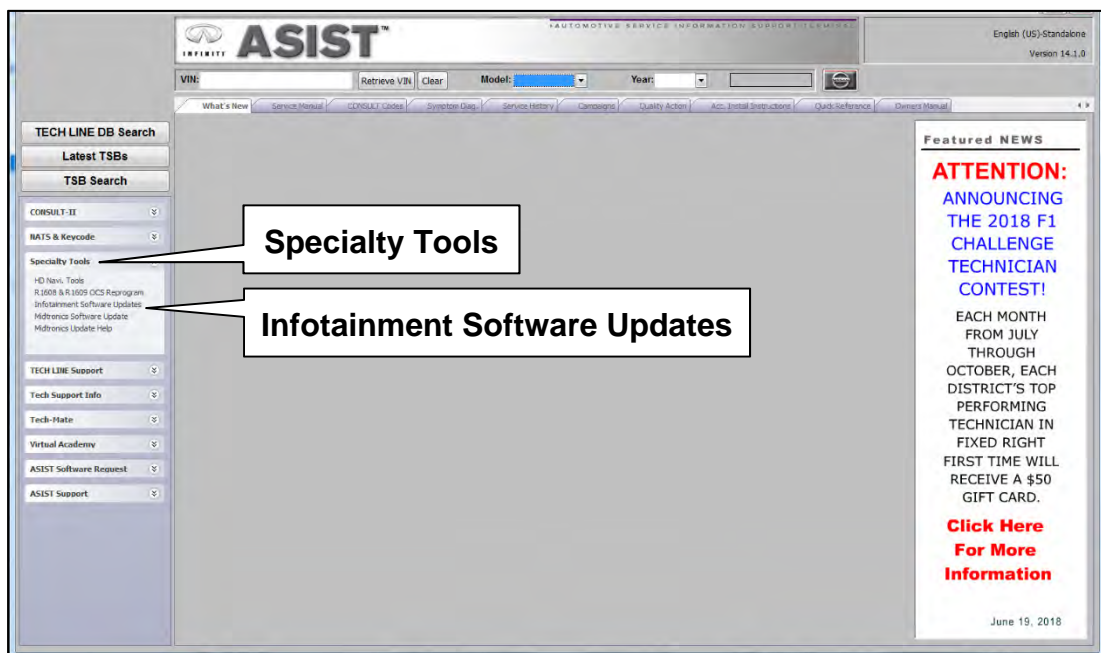 INFINITI ASIST™
AUTOMOTIVE SERVICE INFORMATION SUPPORT TERMINAL
English (US)-Standalone
Version 14.1.0
VIN: Retrieve VIN Clear Model: Year:
What's New Service Manual CONSULT Codes Symptom Diag. Service History Campaigns Quality Action Acc. Install Instructions Quick Reference Owners Manual
TECH LINE DB Search
Latest TSBs
TSB Search
CONSULT-II
NATS & Keycode
Specialty Tools
HD Navi. Tools
R1608 & R1609 OCS Reprogram
Infotainment Software Updates
Midtronics Software Update
Midtronics Update Help
TECH LINE Support
Tech Support Info
Tech-Mate
Virtual Academy
ASIST Software Request
ASIST Support
Specialty Tools
Infotainment Software Updates
Featured NEWS
ATTENTION:
ANNOUNCING
THE 2018 F1
CHALLENGE
TECHNICIAN
CONTEST!
EACH MONTH
FROM JULY
THROUGH
OCTOBER, EACH
DISTRICT'S TOP
PERFORMING
TECHNICIAN IN
FIXED RIGHT
FIRST TIME WILL
RECEIVE A $50
GIFT CARD.
Click Here
For More
Information
June 19, 2018